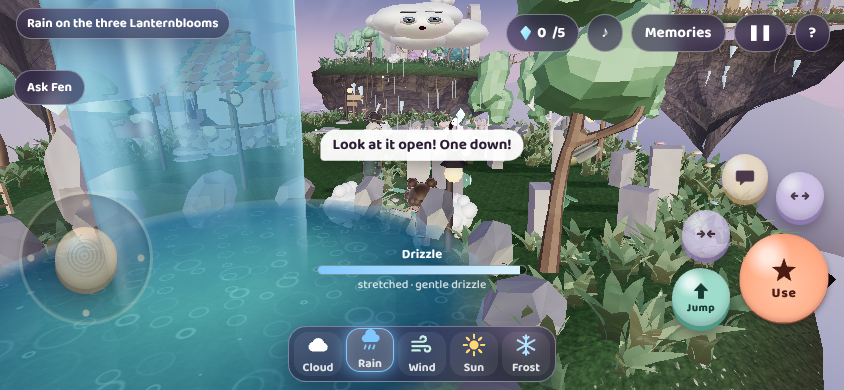 Rain on the three Lanternblooms
0 /5
♪
Memories
?
Ask Fen
Look at it open! One down!
Drizzle
stretched · gentle drizzle
Use
Jump
Cloud
Rain
Wind
Sun
Frost